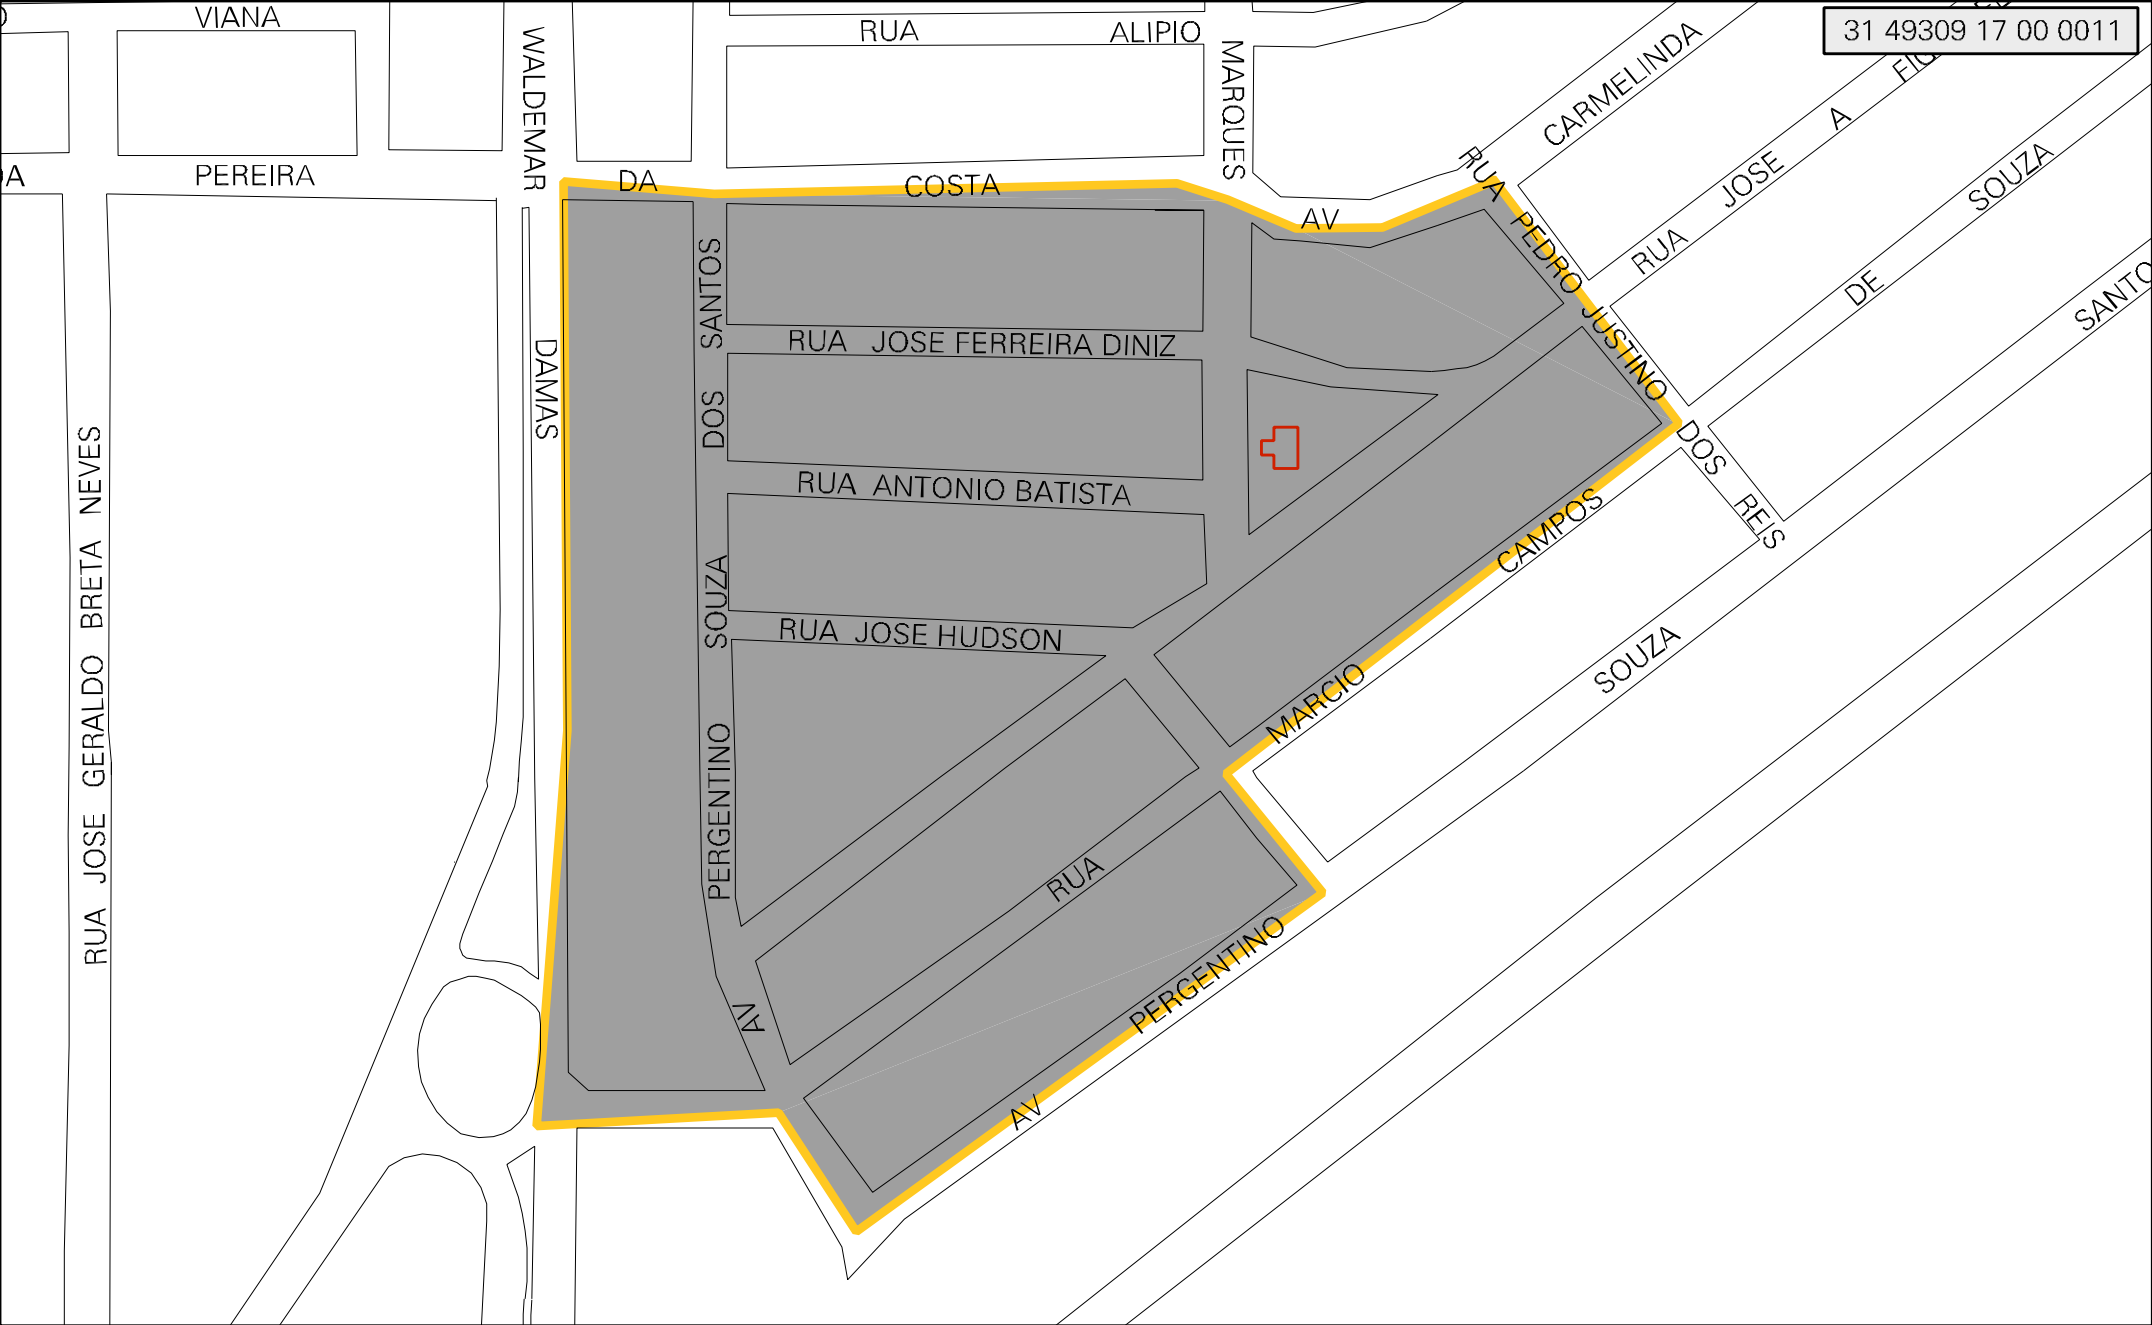 VIANA
RUA ALIPIO
31 49309 17 00 0011
WALDEMAR
MARQUES
CARMELINDA
A
PEREIRA
DA
COSTA
AV
RUA JOSE A
SOUZA
DE
RUA PEDRO JUSTINO DOS REIS
DAMAS
RUA JOSE FERREIRA DINIZ
RUA ANTONIO BATISTA
RUA JOSE HUDSON
AV PERGENTINO SOUZA DOS SANTOS
RUA JOSE GERALDO BRETA NEVES
RUA MARCIO CAMPOS
AV PERGENTINO SOUZA